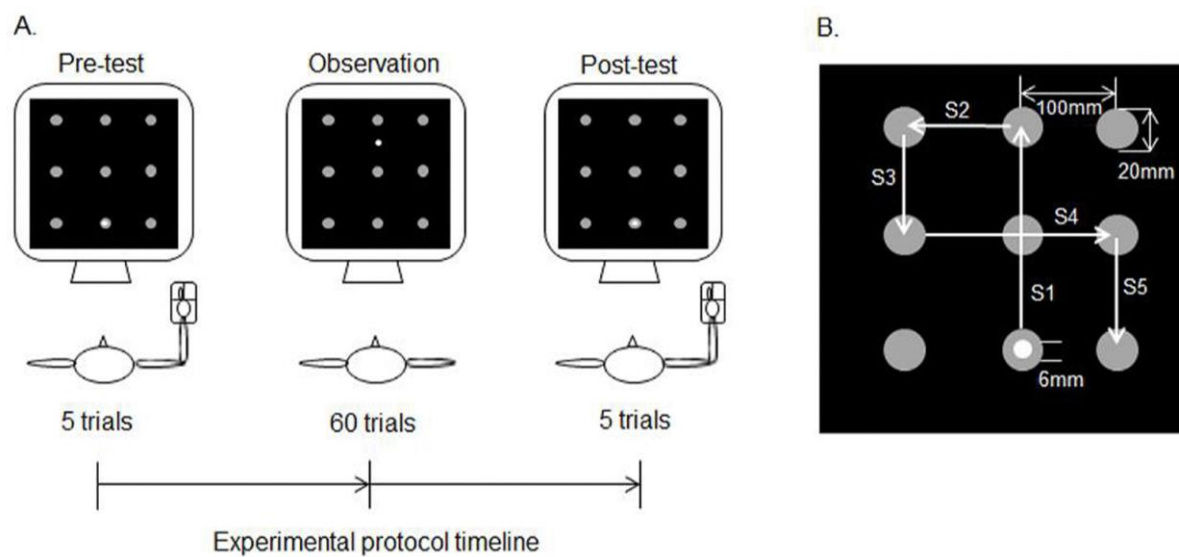 A.
Pre-test
Observation
Post-test
5 trials
60 trials
5 trials
Experimental protocol timeline
B.
S2
100mm
20mm
S3
S4
S1
S5
6mm